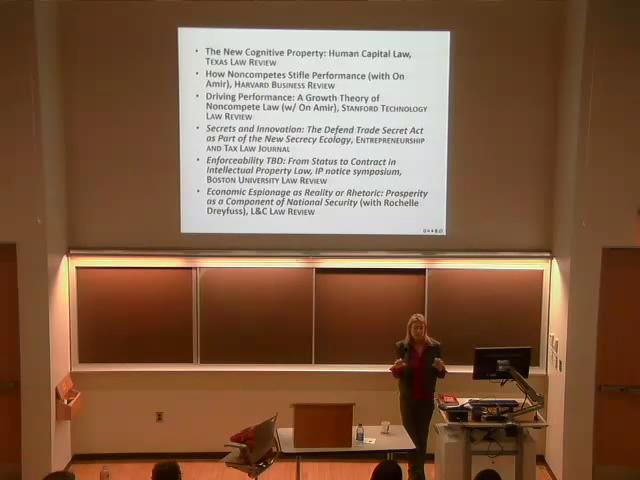 • The New Cognitive Property: Human Capital Law,
TEXAS LAW REVIEW
• How Noncompetes Stifle Performance (with On
Amir), HARVARD BUSINESS REVIEW
• Driving Performance: A Growth Theory of
Noncompete Law (w/ On Amir), STANFORD TECHNOLOGY
LAW REVIEW
• Secrets and Innovation: The Defend Trade Secret Act
as Part of the New Secrecy Ecology, ENTREPRENEURSHIP
AND TAX LAW JOURNAL
• Enforceability TBD: From Status to Contract in
Intellectual Property Law, IP notice symposium,
BOSTON UNIVERSITY LAW REVIEW
• Economic Espionage as Reality or Rhetoric: Prosperity
as a Component of National Security (with Rochelle
Dreyfuss), L&C LAW REVIEW